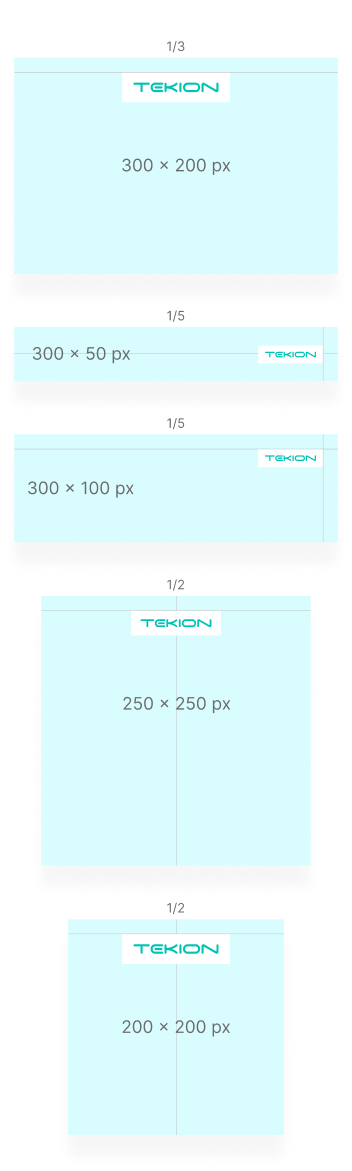 1/3
TEKION
300 × 200 px
1/5
300 × 50 px
TEKION
1/5
TEKION
300 × 100 px
1/2
TEKION
250 × 250 px
1/2
TEKION
200 × 200 px